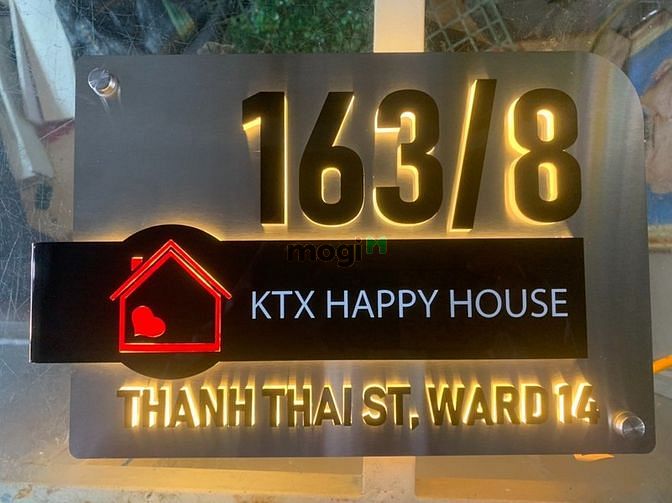 163/8
mogi
KTX HAPPY HOUSE
THANH THAI ST, WARD 14